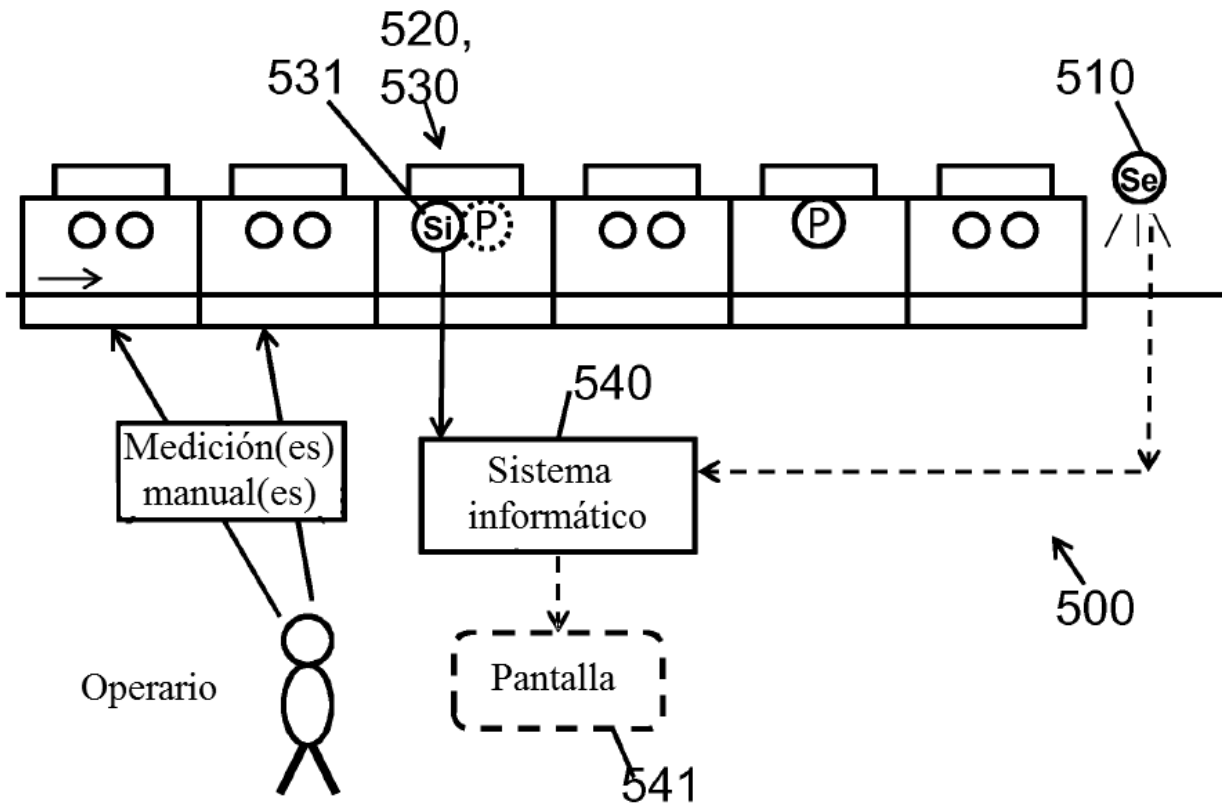 520,
530
531
510
Se
Si
P
P
540
Medición(es)
manual(es)
Sistema
informático
500
Operario
Pantalla
541